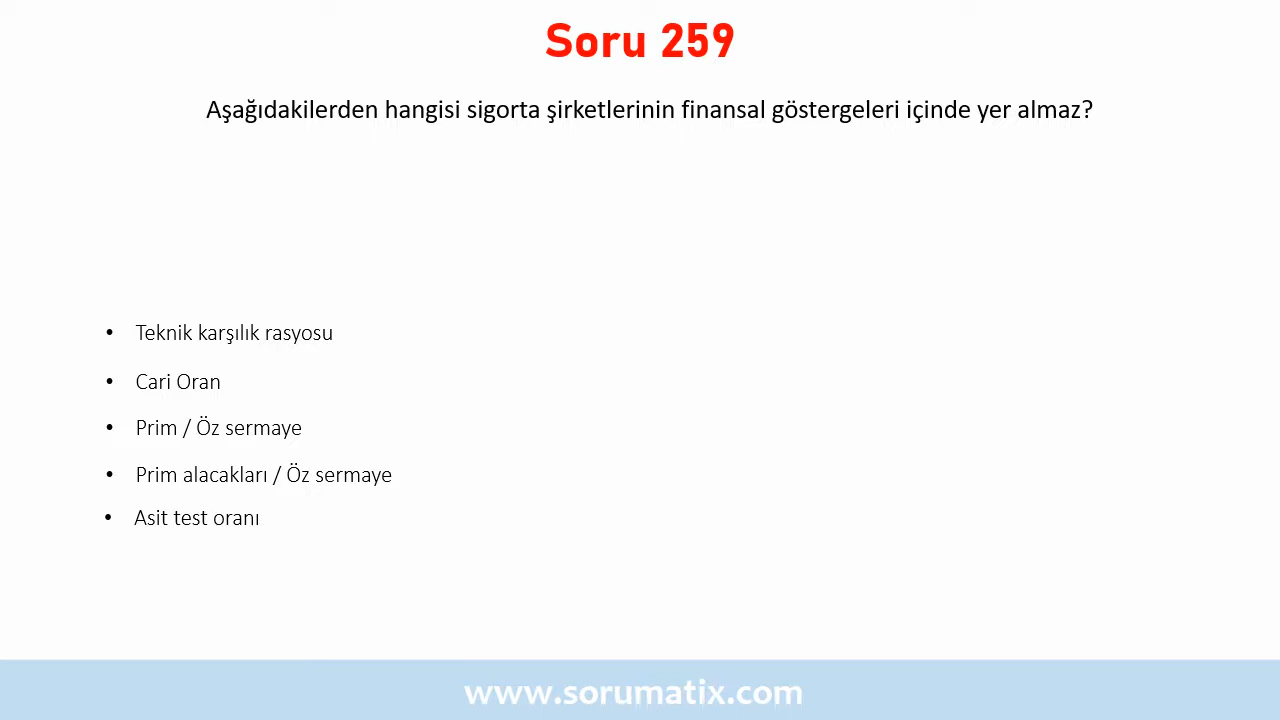 Soru 259
Aşağıdakilerden hangisi sigorta şirketlerinin finansal göstergeleri içinde yer almaz?
• Teknik karşılık rasyosu
• Cari Oran
• Prim / Öz sermaye
• Prim alacakları / Öz sermaye
• Asit test oranı
www.sorumatix.com